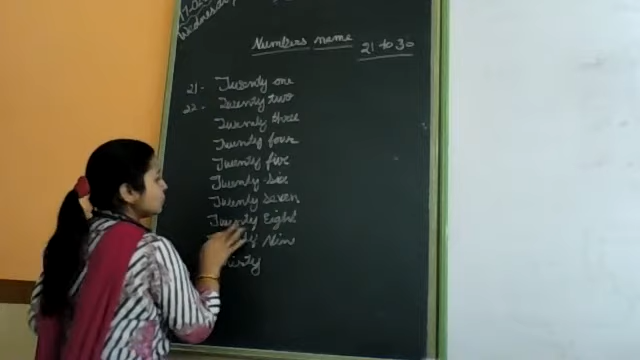 Wednesday
Numbers name 21 to 30
21. Twenty one
22. Twenty two
Twenty three
Twenty four
Twenty five
Twenty Six
Twenty Seven
Twenty Eight
Nine
Thirty